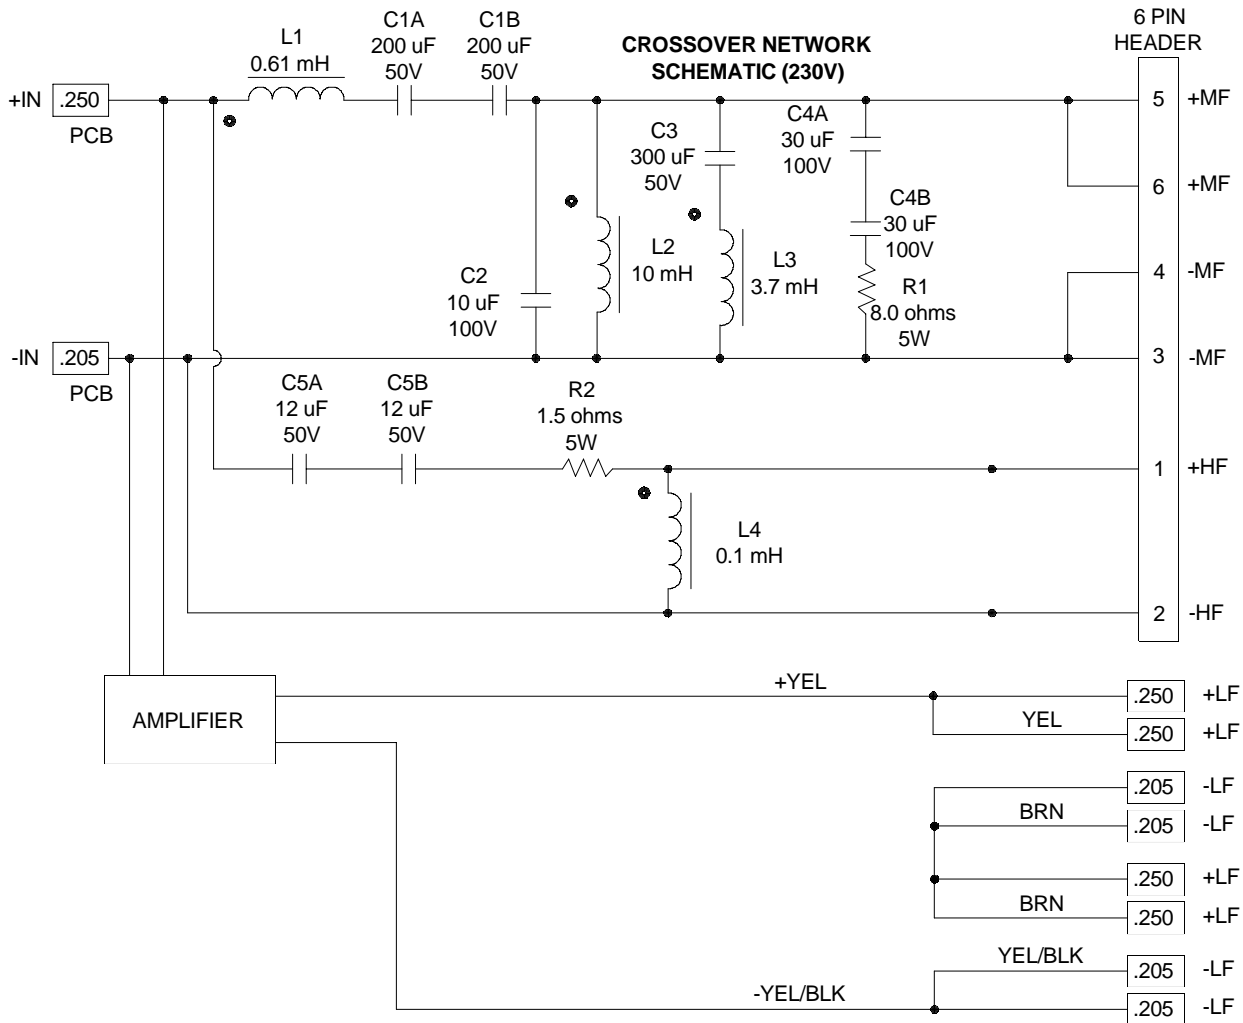 CROSSOVER NETWORK
SCHEMATIC (230V)
6 PIN
HEADER
L1
0.61 mH
C1A
200 uF
50V
C1B
200 uF
50V
+IN
.250
PCB
C2
10 uF
100V
L2
10 mH
C3
300 uF
50V
L3
3.7 mH
C4A
30 uF
100V
C4B
30 uF
100V
R1
8.0 ohms
5W
5
+MF
6
+MF
4
-MF
3
-MF
-IN
.205
PCB
C5A
12 uF
50V
C5B
12 uF
50V
R2
1.5 ohms
5W
1
+HF
L4
0.1 mH
2
-HF
AMPLIFIER
+YEL
.250
+LF
YEL
.250
+LF
.205
-LF
BRN
.205
-LF
.250
+LF
BRN
.250
+LF
YEL/BLK
.205
-LF
-YEL/BLK
.205
-LF